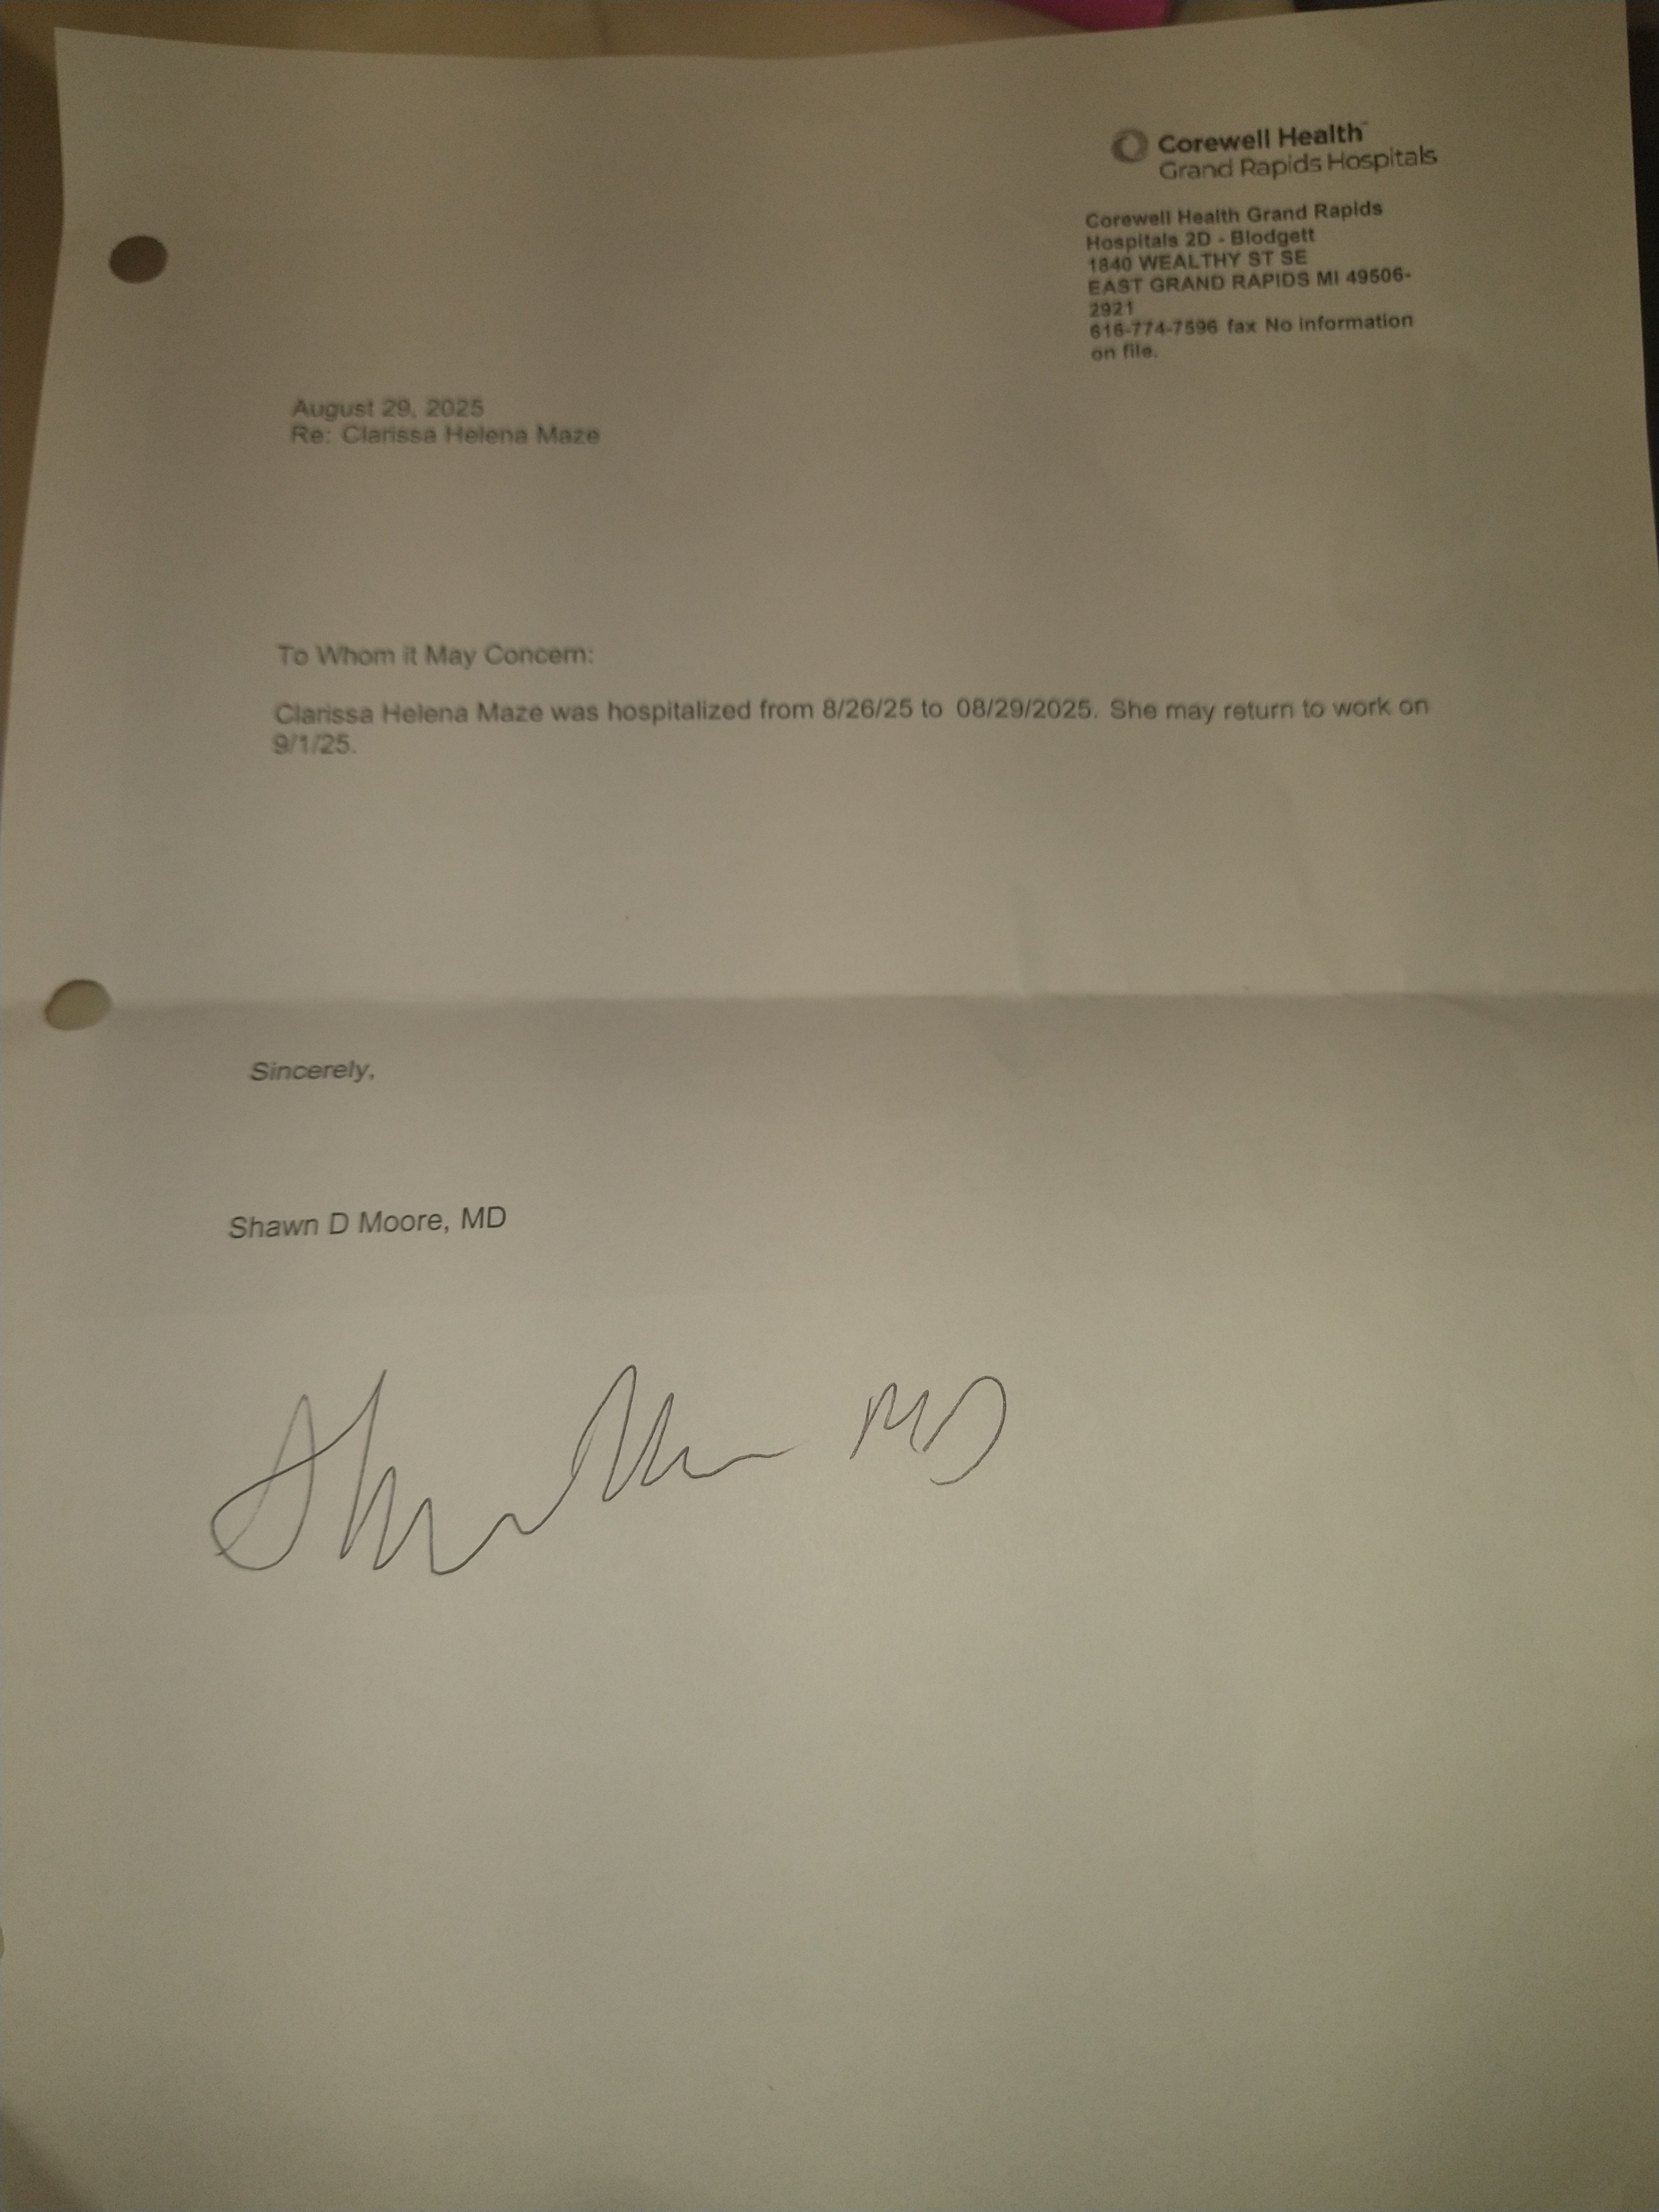 Corewell Health
Grand Rapids Hospitals
Corewell Health Grand Rapids
Hospitals 2D - Blodgett
1840 WEALTHY ST SE
EAST GRAND RAPIDS MI 49506-
2921
616-774-7596 fax No information
on file.
August 29, 2025
Re: Clarissa Helena Maze
To Whom it May Concern:
Clarissa Helena Maze was hospitalized from 8/26/25 to 08/29/2025. She may return to work on
9/1/25.
Sincerely,
Shawn D Moore, MD
Shawn Moore MD